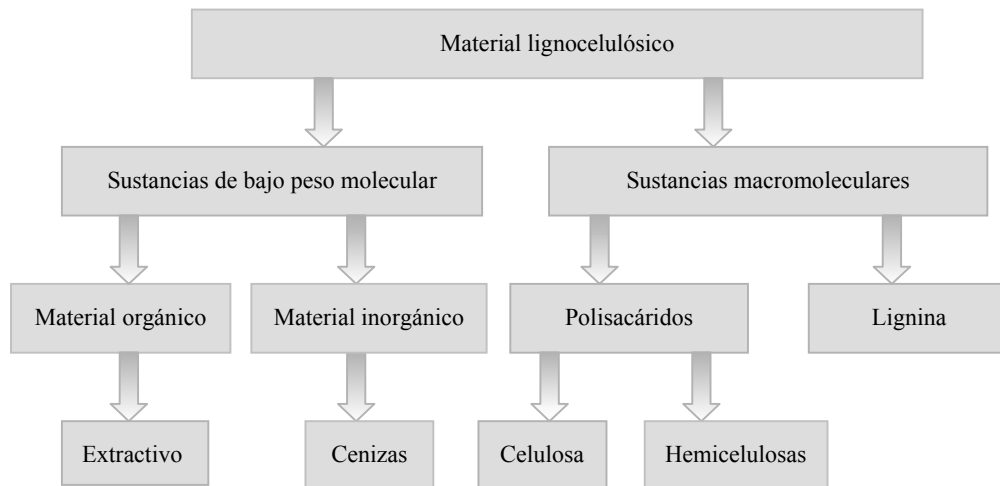 Material lignocelulósico
Sustancias de bajo peso molecular
Sustancias macromoleculares
Material orgánico
Material inorgánico
Polisacáridos
Lignina
Extractivo
Cenizas
Celulosa
Hemicelulosas